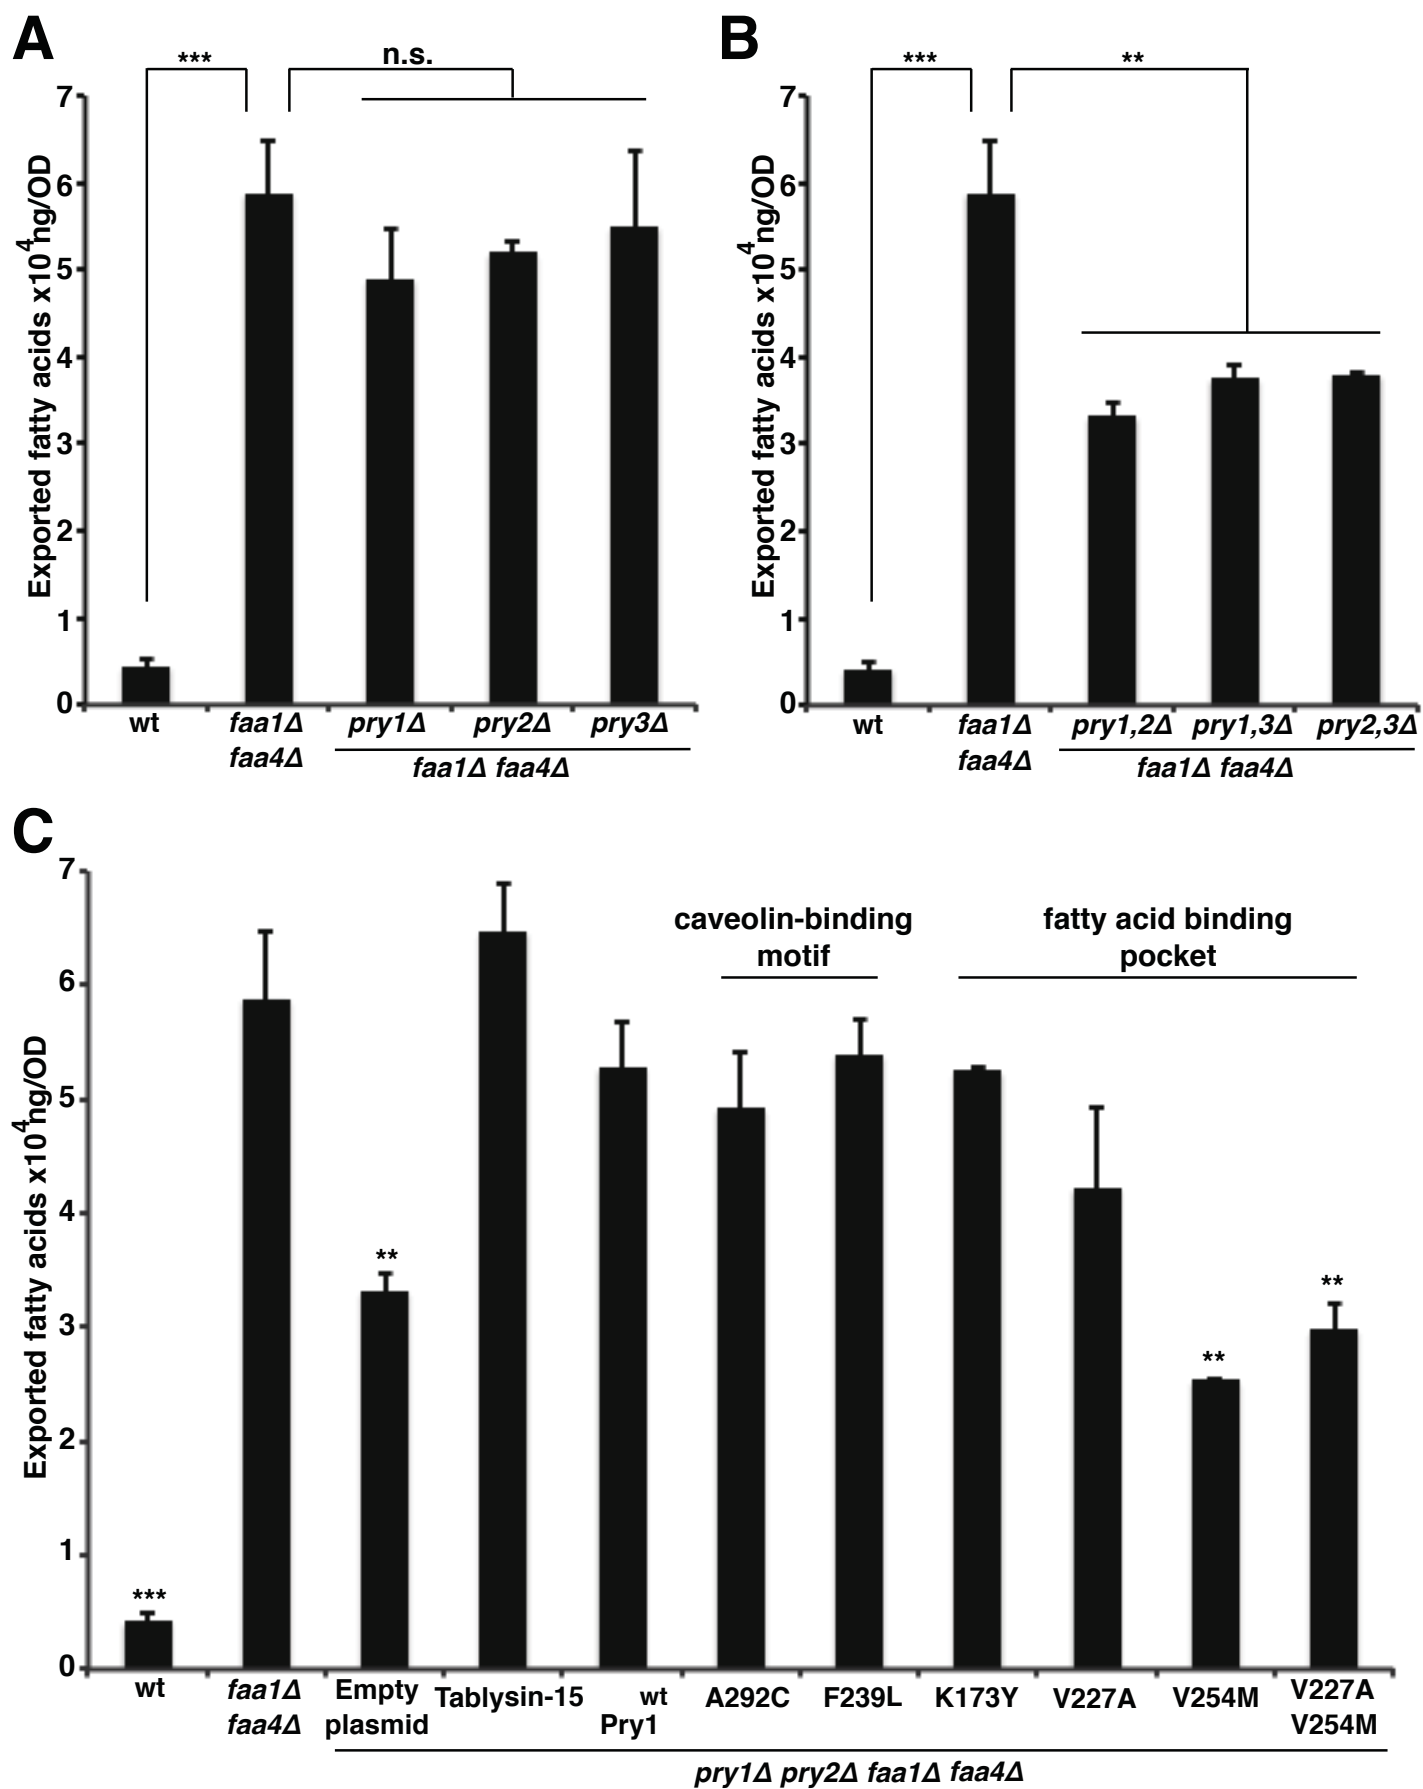 A
B
*** n.s.
*** **
Exported fatty acids x10⁴ng/OD
7
6
5
4
3
2
1
0
wt faa1Δ pry1Δ pry2Δ pry3Δ
faa4Δ faa1Δ faa4Δ
Exported fatty acids x10⁴ng/OD
7
6
5
4
3
2
1
0
wt faa1Δ pry1,2Δ pry1,3Δ pry2,3Δ
faa4Δ faa1Δ faa4Δ
C
Exported fatty acids x10⁴ng/OD
7
6
5
4
3
2
1
0
caveolin-binding
motif
fatty acid binding
pocket
***
**
**
**
wt faa1Δ Empty Tablysin-15 wt A292C F239L K173Y V227A V254M V227A
faa4Δ plasmid Pry1 V254M
pry1Δ pry2Δ faa1Δ faa4Δ